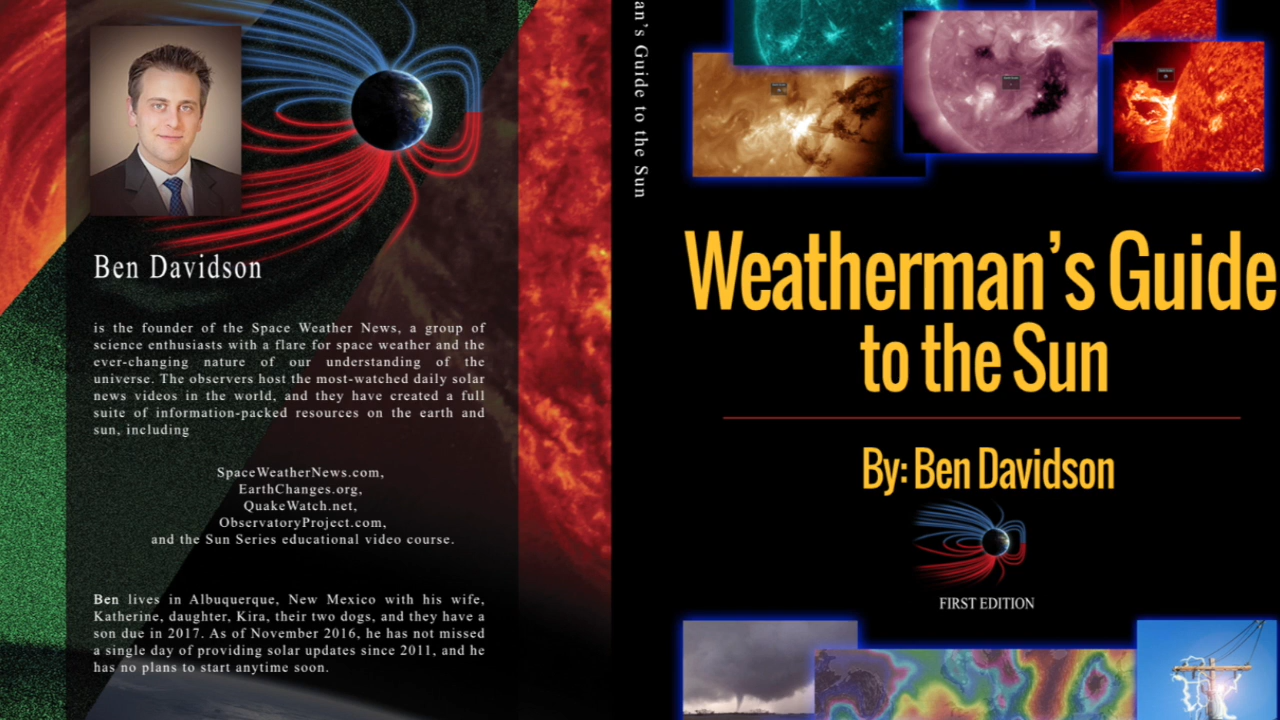 Ben Davidson
is the founder of the Space Weather News, a group of
science enthusiasts with a flare for space weather and the
ever-changing nature of our understanding of the
universe. The observers host the most-watched daily solar
news videos in the world, and they have created a full
suite of information-packed resources on the earth and
sun, including
SpaceWeatherNews.com,
EarthChanges.org,
QuakeWatch.net,
ObservatoryProject.com,
and the Sun Series educational video course.
Ben lives in Albuquerque, New Mexico with his wife,
Katherine, daughter, Kira, their two dogs, and they have a
son due in 2017. As of November 2016, he has not missed
a single day of providing solar updates since 2011, and he
has no plans to start anytime soon.
an's Guide to the Sun
Weatherman's Guide
to the Sun
By: Ben Davidson
FIRST EDITION